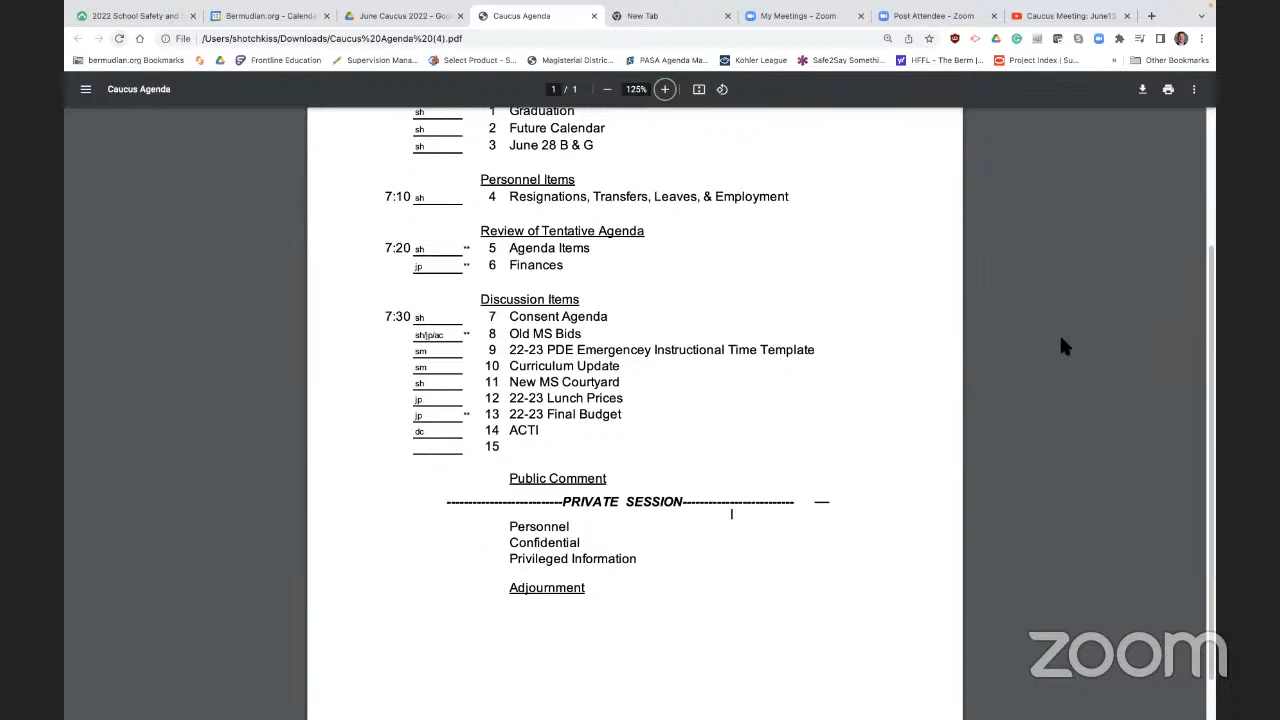 2022 School Safety and
Bermudian.org - Calend
June Caucus 2022 - Goo
Caucus Agenda
New Tab
My Meetings - Zoom
Post Attendee - Zoom
Caucus Meeting: June15,
File /Users/shotchkiss/Downloads/Caucus%20Agenda%20(4).pdf
bermudian.org Bookmarks
Frontline Education
Supervision Mana...
Select Product - S...
Magisterial Distric...
PASA Agenda Ma...
Kohler League
Safe2Say Somethi...
HFFL – The Berm |...
Project Index | Su...
»
Other Bookmarks
Caucus Agenda 1 / 1 — 125% +
sh 1 Graduation
sh 2 Future Calendar
sh 3 June 28 B & G
Personnel Items
7:10 sh 4 Resignations, Transfers, Leaves, & Employment
Review of Tentative Agenda
7:20 sh ** 5 Agenda Items
jp ** 6 Finances
Discussion Items
7:30 sh 7 Consent Agenda
sh/jp/ac ** 8 Old MS Bids
sm 9 22-23 PDE Emergencey Instructional Time Template
sm 10 Curriculum Update
sh 11 New MS Courtyard
jp 12 22-23 Lunch Prices
jp ** 13 22-23 Final Budget
dc 14 ACTI
15
Public Comment
---------------------------PRIVATE SESSION--------------------------
Personnel
Confidential
Privileged Information
Adjournment
zoom